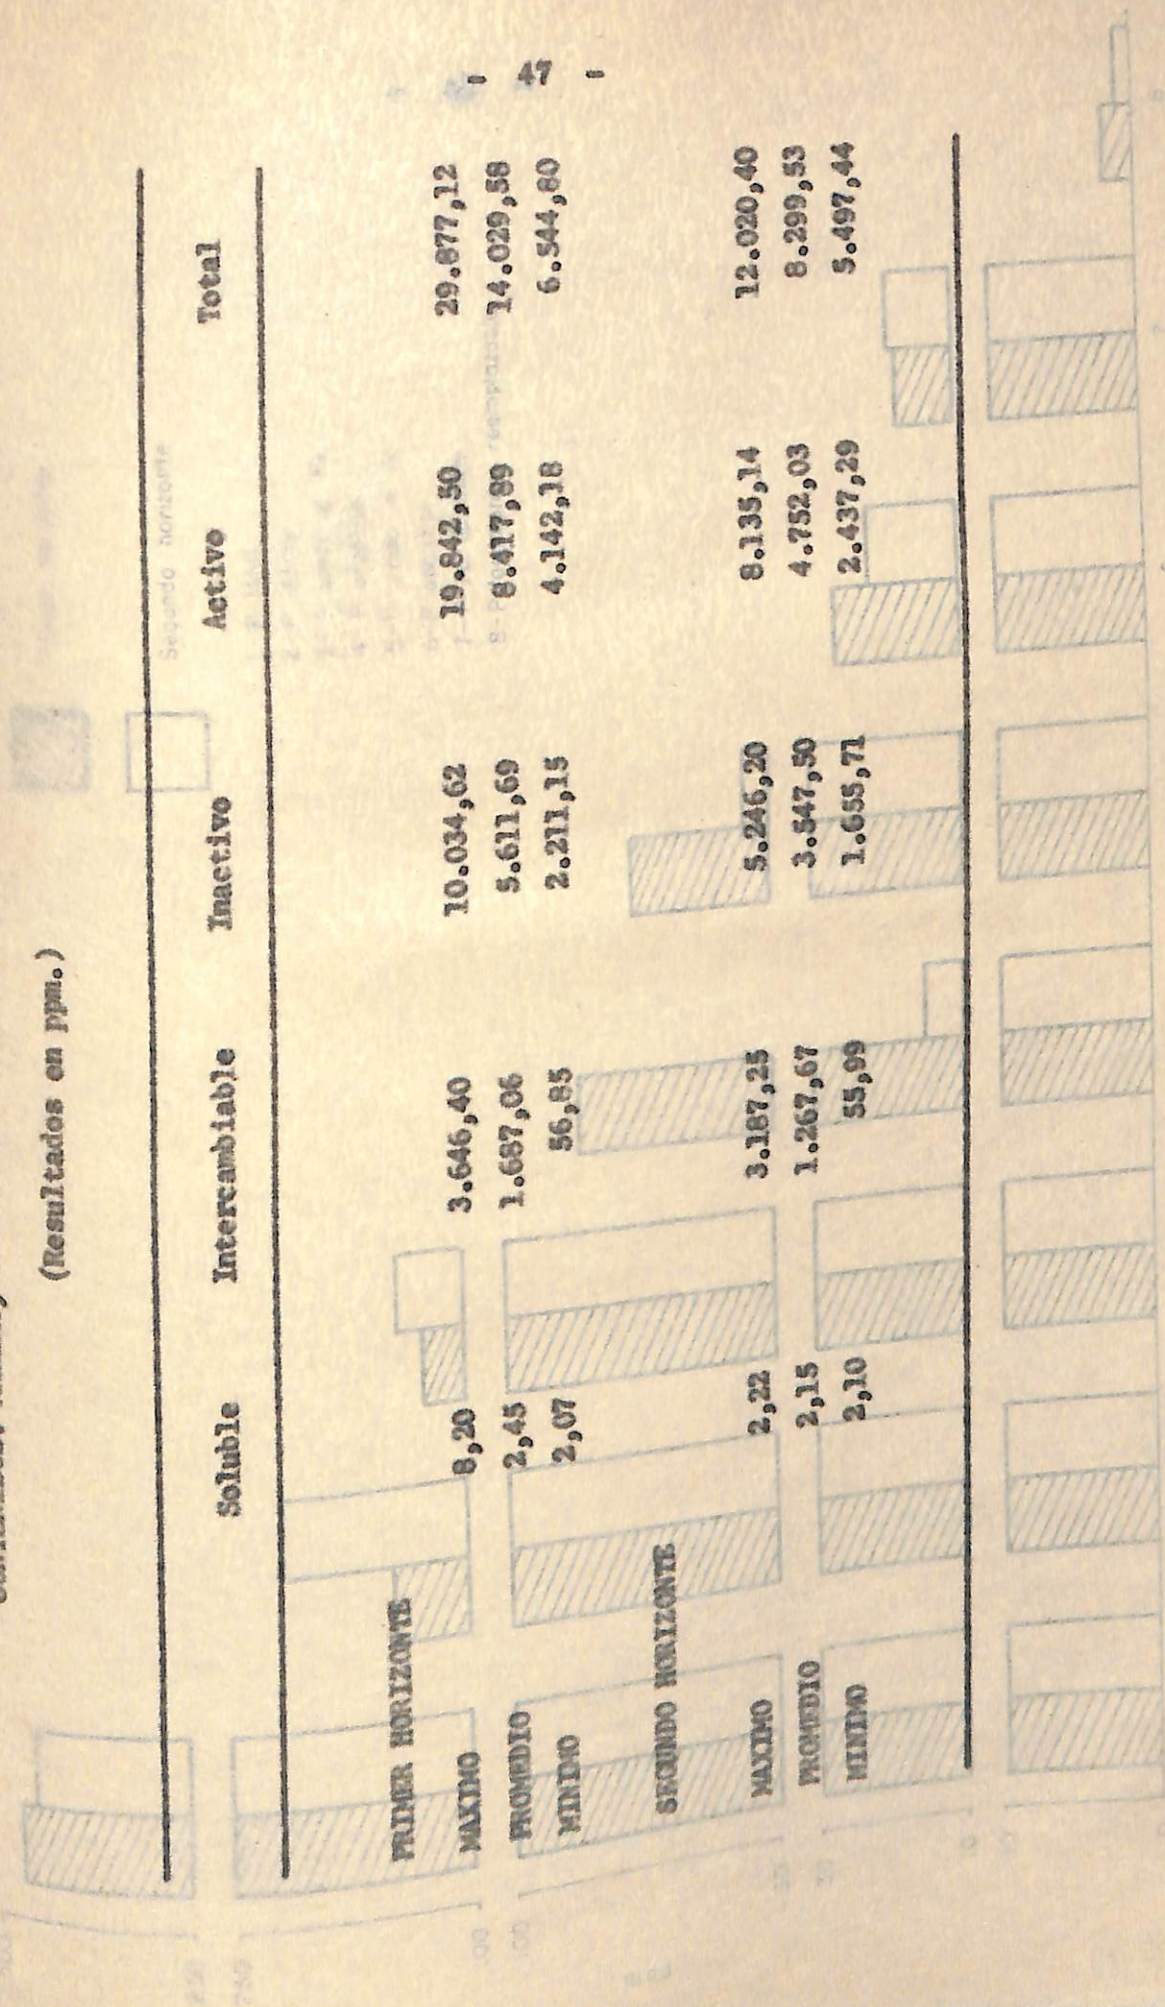 (Resultados en ppm.)
Soluble Intercambiable Inactivo Activo Total
PRIMER HORIZONTE
MAXIMO 8,20 3.646,40 10.034,62 19.842,50 29.877,12
PROMEDIO 2,45 1.687,06 5.611,69 8.417,89 14.029,58
MINIMO 2,07 56,85 2.211,15 4.142,18 6.544,80
SEGUNDO HORIZONTE
MAXIMO 2,22 3.187,25 5.246,20 8.135,14 12.020,40
PROMEDIO 2,15 1.267,67 3.547,50 4.752,03 8.299,53
MINIMO 2,10 55,99 1.655,71 2.437,29 5.497,44
- 47 -
Segundo horizonte